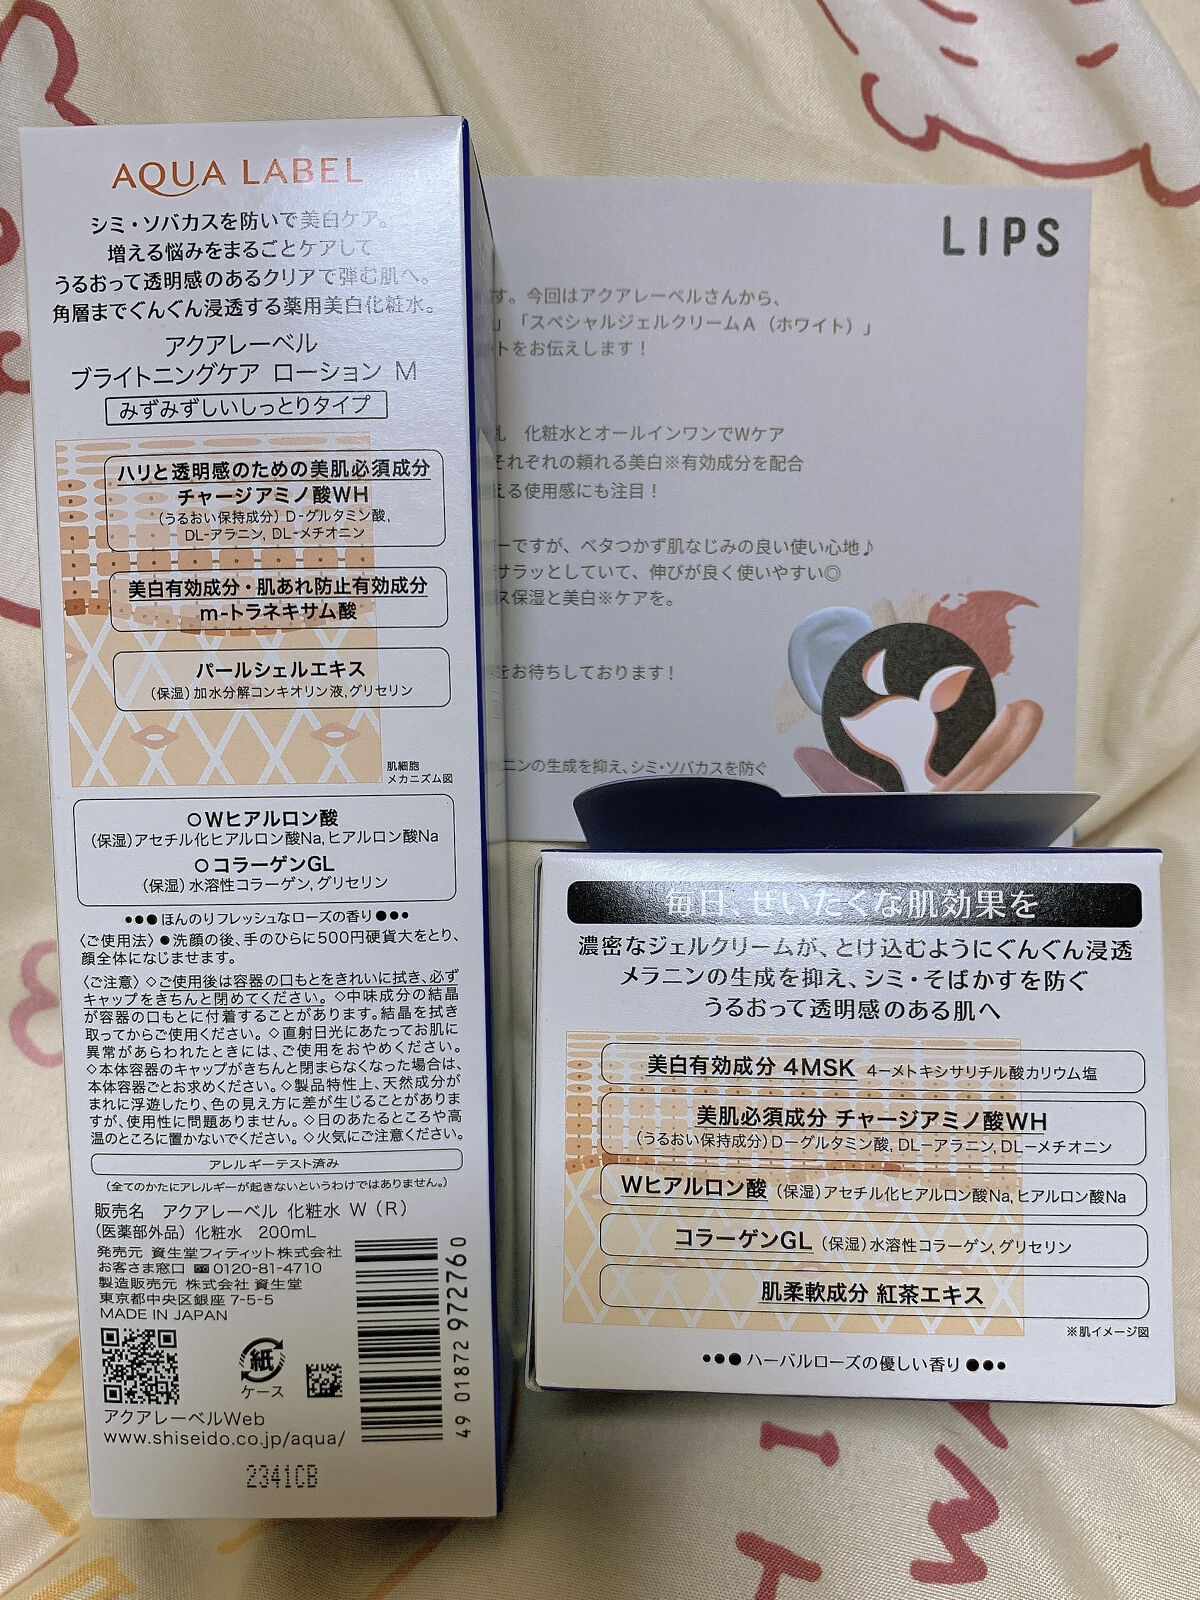 AQUA LABEL
シミ・ソバカスを防いで美白ケア。
増える悩みをまるごとケアして
うるおって透明感のあるクリアで弾む肌へ。
角層までぐんぐん浸透する薬用美白化粧水。
アクアレーベル
ブライトニングケア ローション M
みずみずしいしっとりタイプ
ハリと透明感のための美肌必須成分
チャージアミノ酸WH
(うるおい保持成分) D-グルタミン酸,
DL-アラニン, DL-メチオニン
美白有効成分・肌あれ防止有効成分
m-トラネキサム酸
パールシェルエキス
(保湿) 加水分解コンキオリン液,グリセリン
肌細胞
メカニズム図
○Wヒアルロン酸
(保湿)アセチル化ヒアルロン酸Na, ヒアルロン酸Na
○コラーゲンGL
(保湿) 水溶性コラーゲン, グリセリン
●●●ほんのりフレッシュなローズの香り●●●
〈ご使用法〉●洗顔の後、手のひらに500円硬貨大をとり、
顔全体になじませます。
〈ご注意〉◇ご使用後は容器の口もとをきれいに拭き、必ず
キャップをきちんと閉めてください。◇中味成分の結晶
が容器の口もとに付着することがあります。結晶を拭き
取ってからご使用ください。◇直射日光にあたってお肌に
異常があらわれたときには、ご使用をおやめください。
◇本体容器のキャップがきちんと閉まらなくなった場合は、
本体容器ごとお求めください。◇製品特性上、天然成分が
まれに浮遊したり、色の見え方に差が生じることがありま
すが、使用性に問題ありません。◇日のあたるところや高
温のところに置かないでください。◇火気にご注意ください。
アレルギーテスト済み
(全てのかたにアレルギーが起きないというわけではありません。)
販売名 アクアレーベル 化粧水 W (R)
(医薬部外品) 化粧水 200mL
発売元 資生堂フィティット株式会社
お客さま窓口 ☎0120-81-4710
製造販売元 株式会社 資生堂
東京都中央区銀座 7-5-5
MADE IN JAPAN
紙
ケース
アクアレーベルWeb
www.shiseido.co.jp/aqua/
4901872972760
2341CB
LIPS
す。今回はアクアレーベルさんから、
」「スペシャルジェルクリームA(ホワイト)」
トをお伝えします!
化粧水とオールインワンでWケア
それぞれの頼れる美白※有効成分を配合
える使用感にも注目!
ーですが、ベタつかず肌なじみの良い使い心地♪
サラッとしていて、伸びが良く使いやすい◎
ス保湿と美白※ケアを。
をお待ちしております!
ニンの生成を抑え、シミ・ソバカスを防ぐ
毎日、せいたくな肌効果を
濃密なジェルクリームが、とけ込むようにぐんぐん浸透
メラニンの生成を抑え、シミ・そばかすを防ぐ
うるおって透明感のある肌へ
美白有効成分 4MSK 4-メトキシサリチル酸カリウム塩
美肌必須成分 チャージアミノ酸WH
(うるおい保持成分) D-グルタミン酸, DL-アラニン, DL-メチオニン
Wヒアルロン酸 (保湿)アセチル化ヒアルロン酸Na, ヒアルロン酸Na
コラーゲンGL (保湿)水溶性コラーゲン, グリセリン
肌柔軟成分 紅茶エキス
※肌イメージ図
●●●ハーバルローズの優しい香り●●●